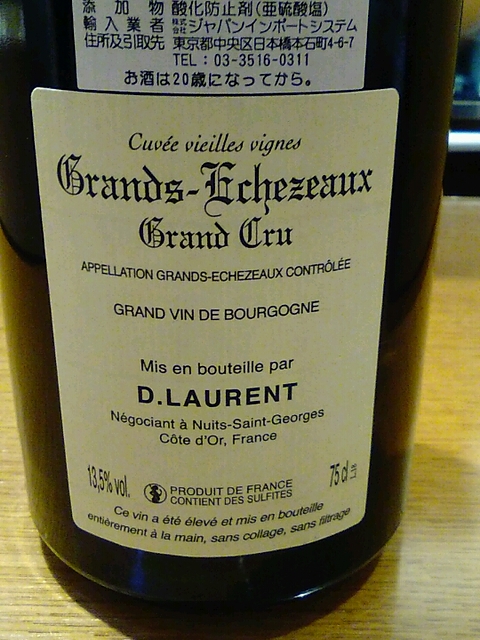 添加物 酸化防止剤(亜硫酸塩)
輸入業者 株式会社ジャパンインポートシステム
住所及引取先 東京都中央区日本橋本石町4-6-7
TEL:03-3516-0311
お酒は20歳になってから。
Cuvée vieilles vignes
Grands-Echezeaux
Grand Cru
APPELLATION GRANDS-ECHEZEAUX CONTRÔLÉE
GRAND VIN DE BOURGOGNE
Mis en bouteille par
D.LAURENT
Négociant à Nuits-Saint-Georges
Côte d'Or, France
13,5% vol.
PRODUIT DE FRANCE
CONTIENT DES SULFITES
75 cl
Ce vin a été élevé et mis en bouteille
entièrement à la main, sans collage, sans filtrage